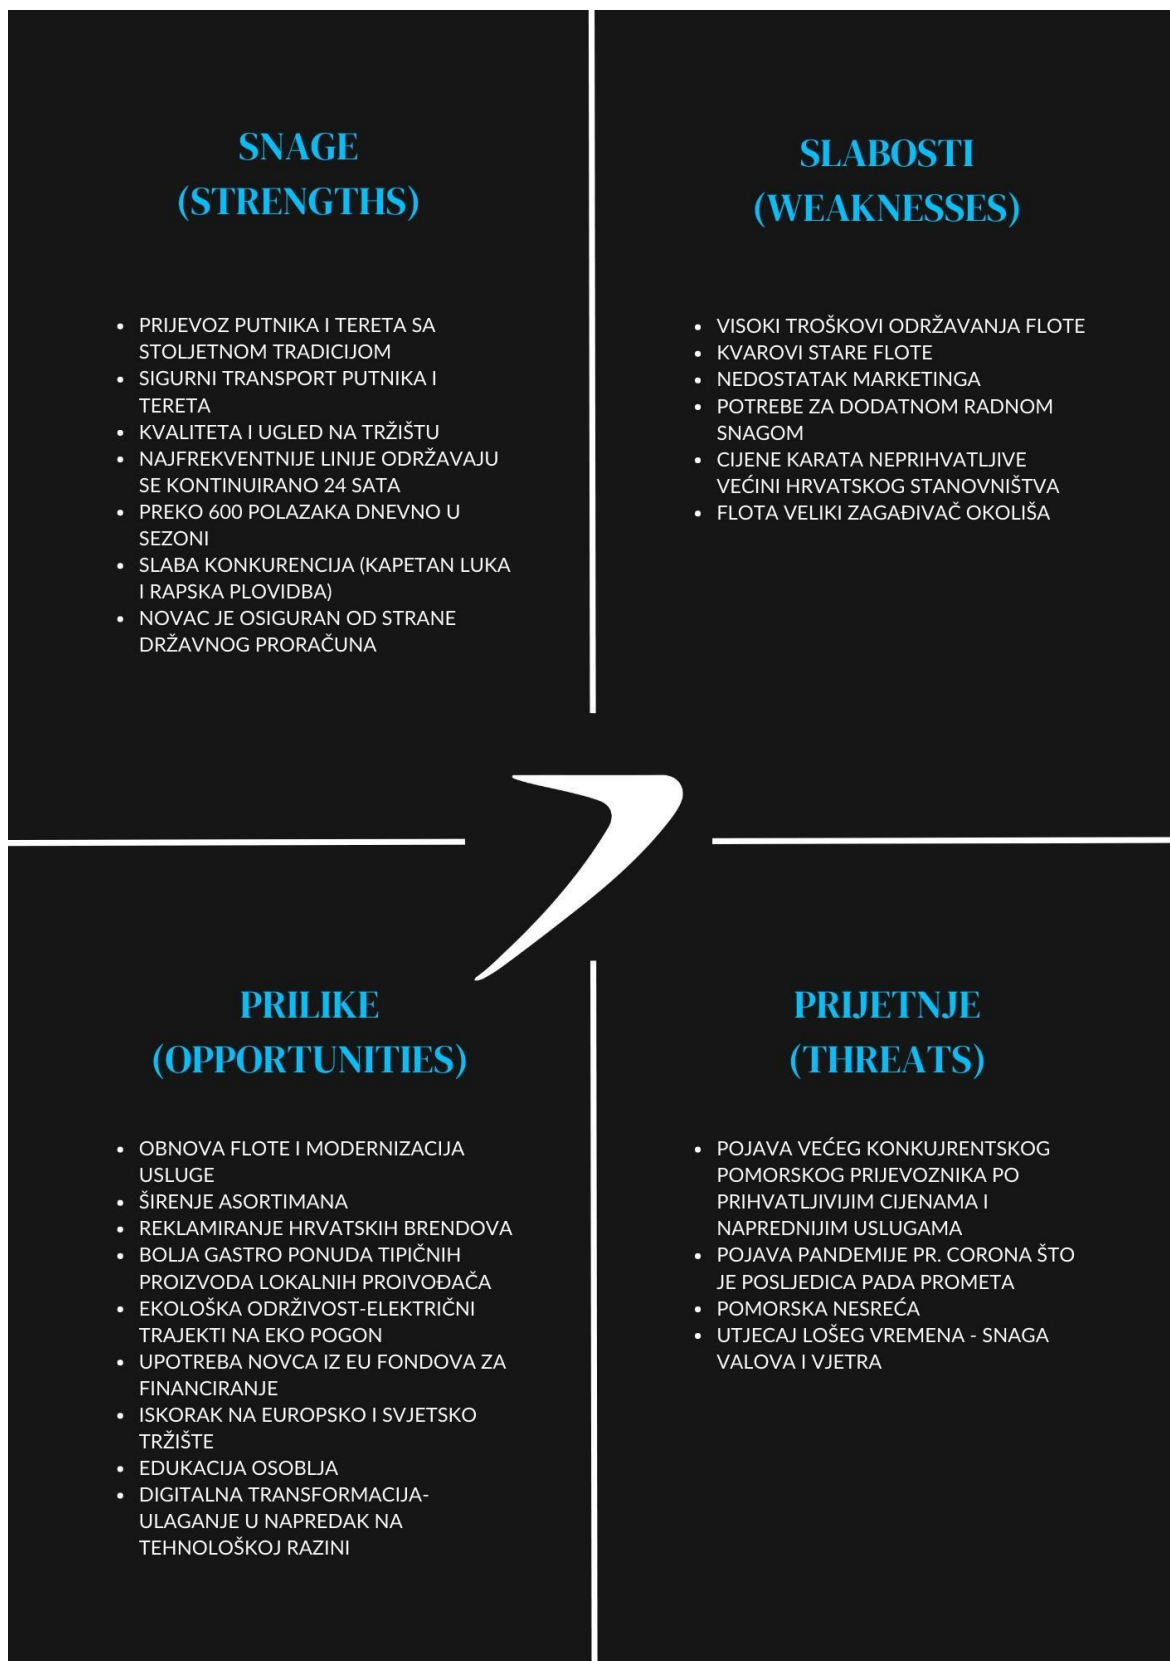 SNAGE
(STRENGTHS)
• PRIJEVOZ PUTNIKA I TERETA SA
STOLJETNOM TRADICIJOM
• SIGURNI TRANSPORT PUTNIKA I
TERETA
• KVALITETA I UGLED NA TRŽIŠTU
• NAJFREKVENTNIJE LINIJE ODRŽAVAJU
SE KONTINUIRANO 24 SATA
• PREKO 600 POLAZAKA DNEVNO U
SEZONI
• SLABA KONKURENCIJA (KAPETAN LUKA
I RAPSKA PLOVIDBA)
• NOVAC JE OSIGURAN OD STRANE
DRŽAVNOG PRORAČUNA
SLABOSTI
(WEAKNESSES)
• VISOKI TROŠKOVI ODRŽAVANJA FLOTE
• KVAROVI STARE FLOTE
• NEDOSTATAK MARKETINGA
• POTREBE ZA DODATNOM RADNOM
SNAGOM
• CIJENE KARATA NEPRIHVATLJIVE
VEĆINI HRVATSKOG STANOVNIŠTVA
• FLOTA VELIKI ZAGAĐIVAČ OKOLIŠA
PRILIKE
(OPPORTUNITIES)
• OBNOVA FLOTE I MODERNIZACIJA
USLUGE
• ŠIRENJE ASORTIMANA
• REKLAMIRANJE HRVATSKIH BRENDOVA
• BOLJA GASTRO PONUDA TIPIČNIH
PROIZVODA LOKALNIH PROIVOĐAČA
• EKOLOŠKA ODRŽIVOST-ELEKTRIČNI
TRAJEKTI NA EKO POGON
• UPOTREBA NOVCA IZ EU FONDOVA ZA
FINANCIRANJE
• ISKORAK NA EUROPSKO I SVJETSKO
TRŽIŠTE
• EDUKACIJA OSOBLJA
• DIGITALNA TRANSFORMACIJA-
ULAGANJE U NAPREDAK NA
TEHNOLOŠKOJ RAZINI
PRIJETNJE
(THREATS)
• POJAVA VEĆEG KONKUJRENTSKOG
POMORSKOG PRIJEVOZNIKA PO
PRIHVATLJIVIJIM CIJENAMA I
NAPREDNIJIM USLUGAMA
• POJAVA PANDEMIJE PR. CORONA ŠTO
JE POSLJEDICA PADA PROMETA
• POMORSKA NESREĆA
• UTJECAJ LOŠEG VREMENA - SNAGA
VALOVA I VJETRA